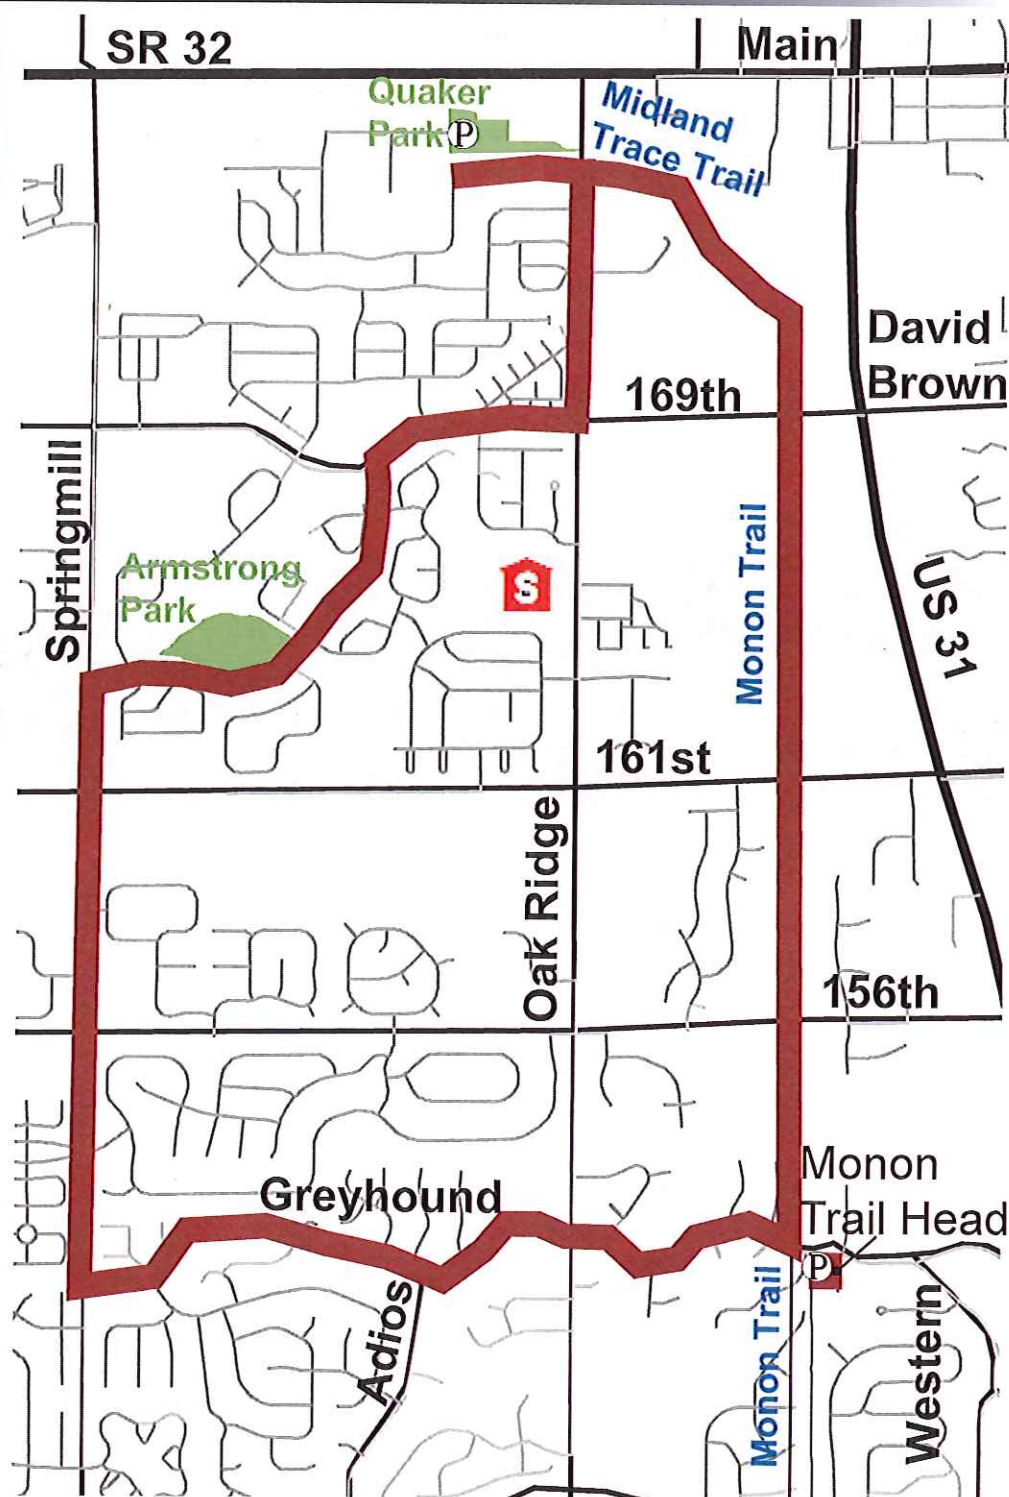 SR 32
Main
Quaker
Park P
Midland
Trace Trail
David
Brown
169th
Springmill
Monon Trail
Armstrong
Park
S
US 31
161st
Oak Ridge
156th
Monon
Trail Head
Greyhound
P
Adios
Monon Trail
Western